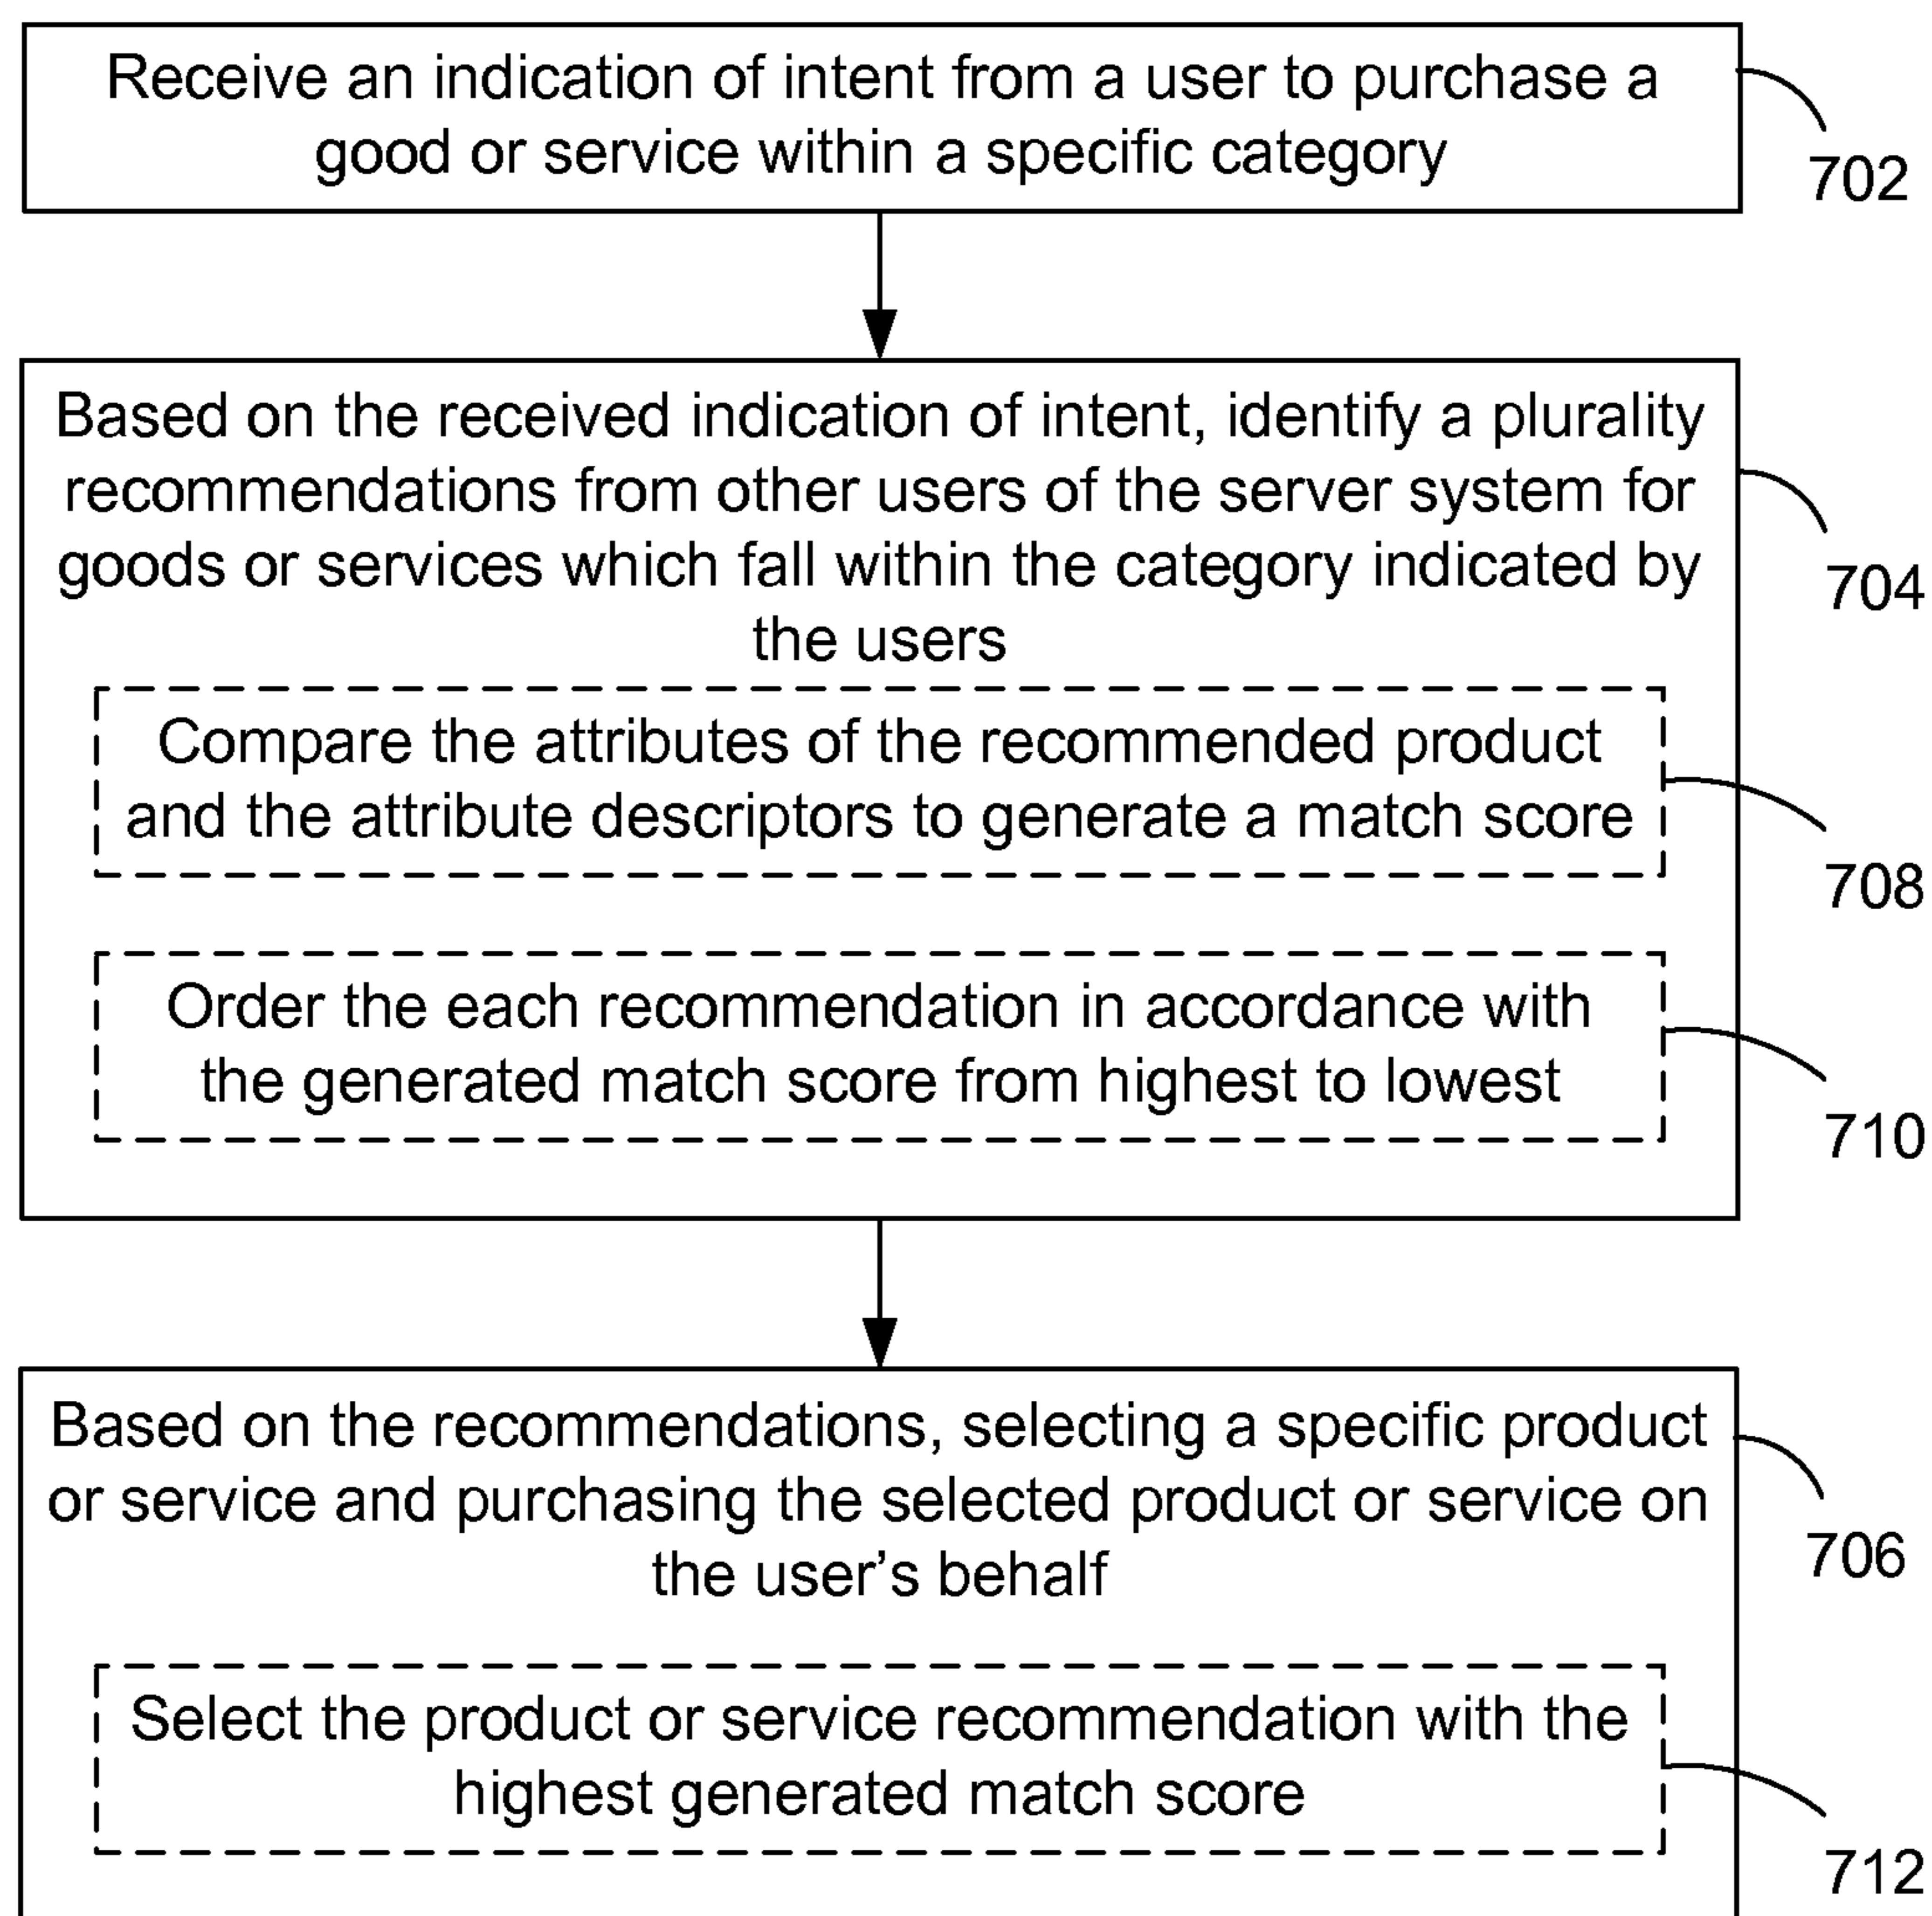 Receive an indication of intent from a user to purchase a
good or service within a specific category
702
Based on the received indication of intent, identify a plurality
recommendations from other users of the server system for
goods or services which fall within the category indicated by
the users
704
Compare the attributes of the recommended product
and the attribute descriptors to generate a match score
708
Order the each recommendation in accordance with
the generated match score from highest to lowest
710
Based on the recommendations, selecting a specific product
or service and purchasing the selected product or service on
the user’s behalf
706
Select the product or service recommendation with the
highest generated match score
712